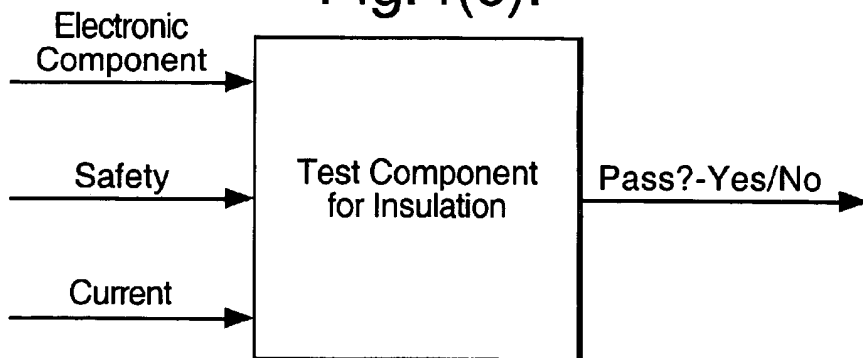 Electronic
Component
Safety
Current
Test Component
for Insulation
Pass?-Yes/No